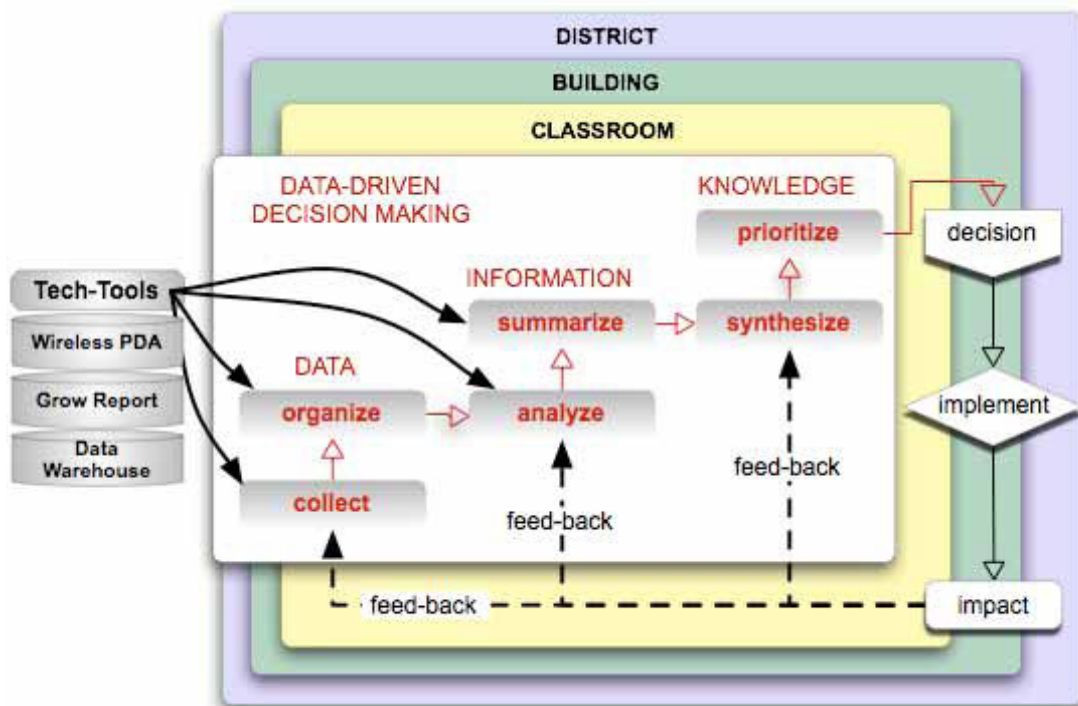 DISTRICT
BUILDING
CLASSROOM
DATA-DRIVEN
DECISION MAKING
KNOWLEDGE
prioritize
decision
Tech-Tools
INFORMATION
summarize
synthesize
Wireless PDA
DATA
Grow Report
organize
analyze
implement
Data
Warehouse
feed-back
collect
feed-back
feed-back
impact